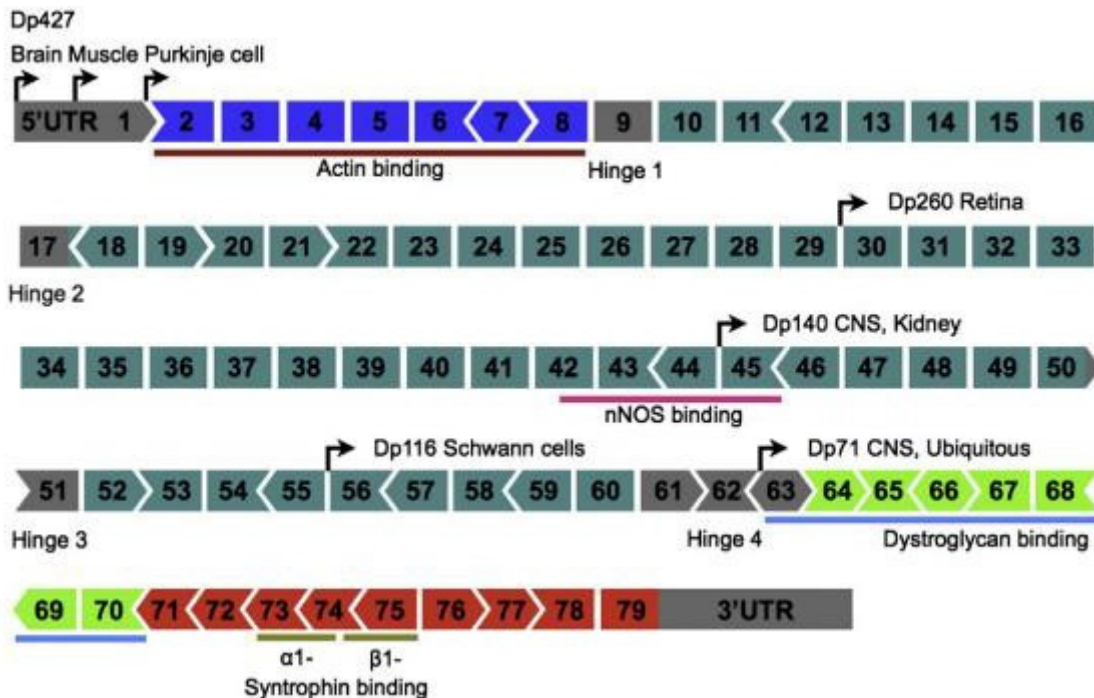 Dp427
Brain Muscle Purkinje cell
5'UTR 1 2 3 4 5 6 7 8 9 10 11 12 13 14 15 16
Actin binding Hinge 1
Dp260 Retina
17 18 19 20 21 22 23 24 25 26 27 28 29 30 31 32 33
Hinge 2
Dp140 CNS, Kidney
34 35 36 37 38 39 40 41 42 43 44 45 46 47 48 49 50
nNOS binding
Dp116 Schwann cells Dp71 CNS, Ubiquitous
51 52 53 54 55 56 57 58 59 60 61 62 63 64 65 66 67 68
Hinge 3 Hinge 4 Dystroglycan binding
69 70 71 72 73 74 75 76 77 78 79 3'UTR
α1- β1-
Syntrophin binding